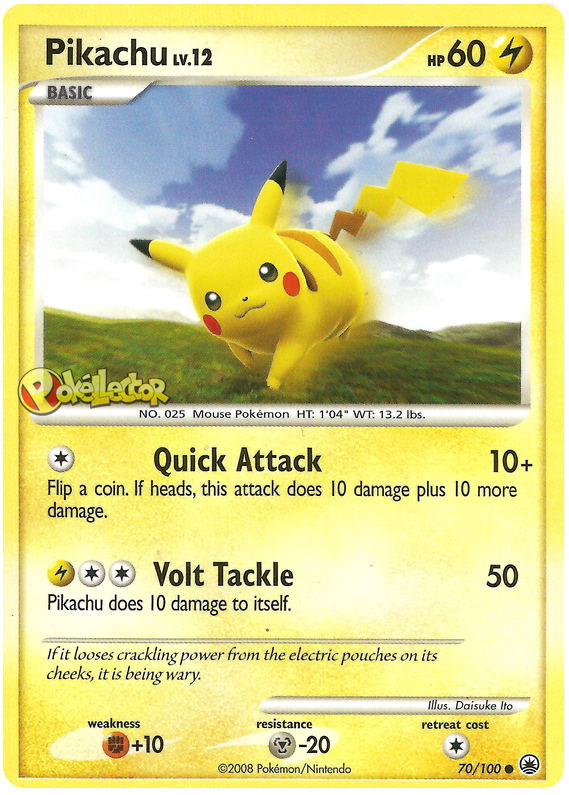 Pikachu LV.12 HP 60
BASIC
Pokéllector
NO. 025 Mouse Pokémon HT: 1'04" WT: 13.2 lbs.
Quick Attack 10+
Flip a coin. If heads, this attack does 10 damage plus 10 more
damage.
Volt Tackle 50
Pikachu does 10 damage to itself.
If it looses crackling power from the electric pouches on its
cheeks, it is being wary.
Illus. Daisuke Ito
weakness resistance retreat cost
+10 -20
©2008 Pokémon/Nintendo 70/100